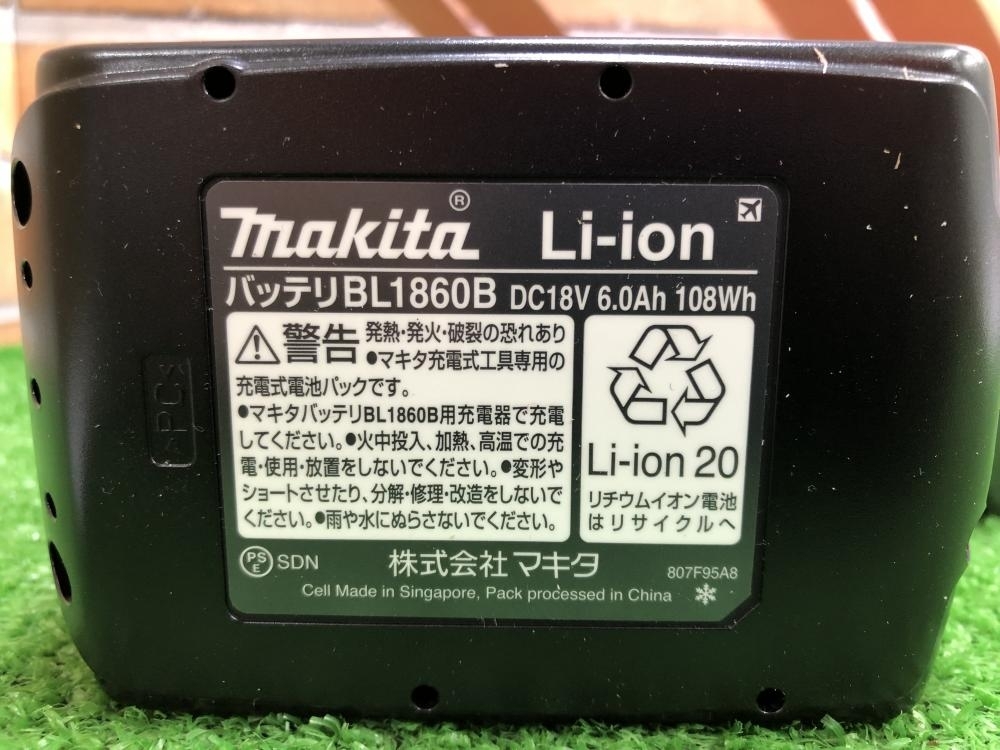 makita® Li-ion
バッテリBL1860B DC18V 6.0Ah 108Wh
警告 発熱・発火・破裂の恐れあり
●マキタ充電式工具専用の
充電式電池パックです。
●マキタバッテリBL1860B用充電器で充電
してください。●火中投入、加熱、高温での充
電・使用・放置をしないでください。●変形や
ショートさせたり、分解・修理・改造をしないで
ください。●雨や水にぬらさないでください。
Li-ion 20
リチウムイオン電池
はリサイクルへ
PSE SDN 株式会社 マキタ 807F95A8
Cell Made in Singapore, Pack processed in China
>PC<